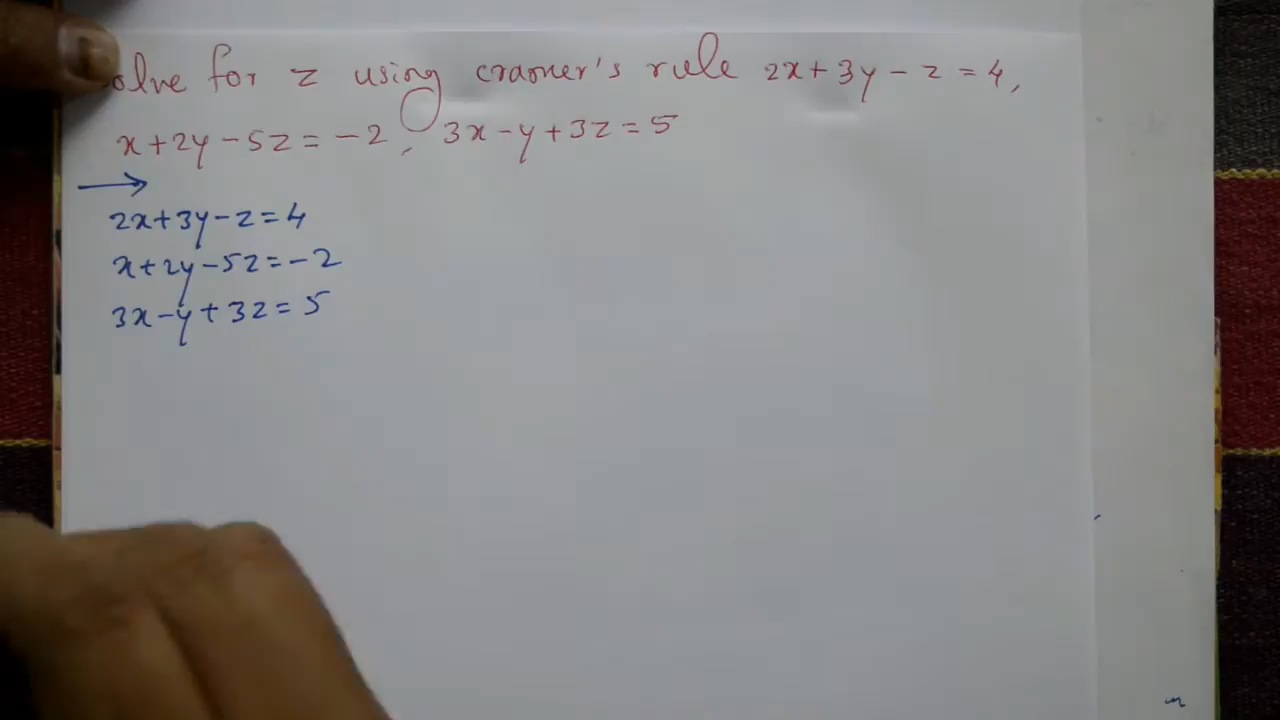 olve for z using cramer's rule 2x+3y-z=4,
x+2y-5z=-2, 3x-y+3z=5
2x+3y-z=4
x+2y-5z=-2
3x-y+3z=5